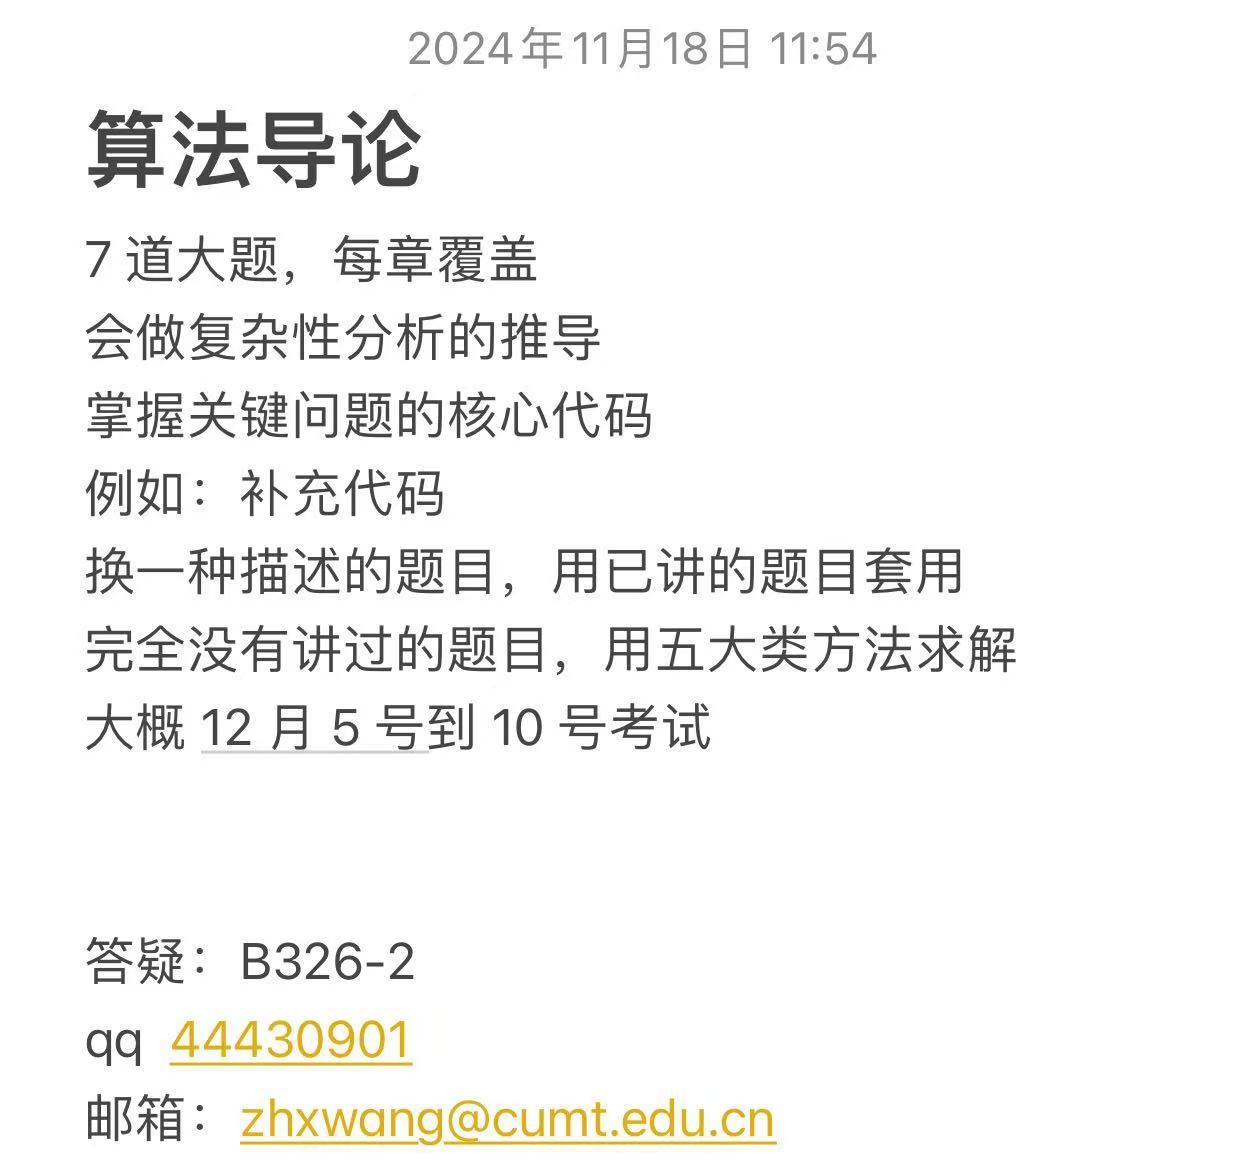 2024年11月18日 11:54
算法导论
7 道大题，每章覆盖
会做复杂性分析的推导
掌握关键问题的核心代码
例如：补充代码
换一种描述的题目，用已讲的题目套用
完全没有讲过的题目，用五大类方法求解
大概 12 月 5 号到 10 号考试
答疑：B326-2
qq 44430901
邮箱：zhxwang@cumt.edu.cn